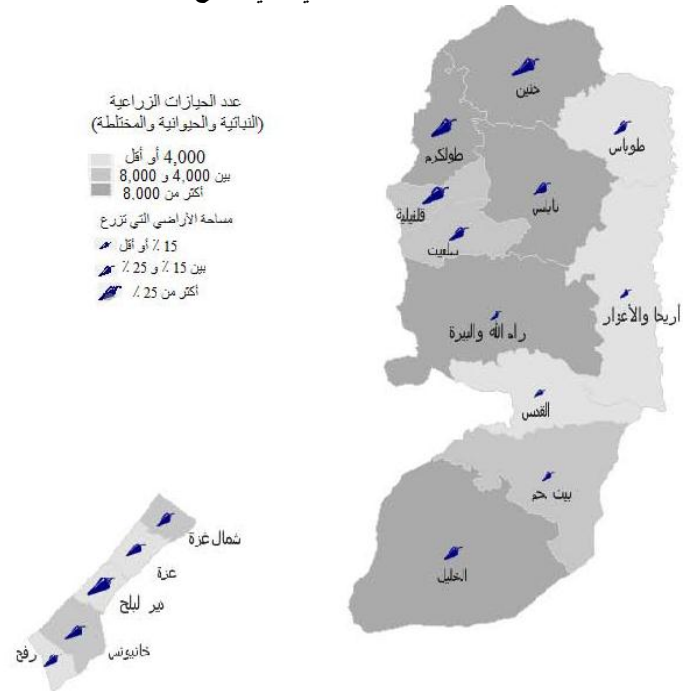 عدد الحيازات الزراعية
(النباتية والحيوانية والمختلطة)
4,000 أو أقل
بين 4,000 و 8,000
أكثر من 8,000
مساحة الأراضي التي تزرع
15 ٪ أو أقل
بين 15 ٪ و 25 ٪
أكثر من 25 ٪
جنين
طوباس
طولكرم
نابلس
قلقيلية
سلفيت
أريحا والأغوار
رام الله والبيرة
القدس
بيت لحم
الخليل
شمال غزة
غزة
دير البلح
خانيونس
رفح